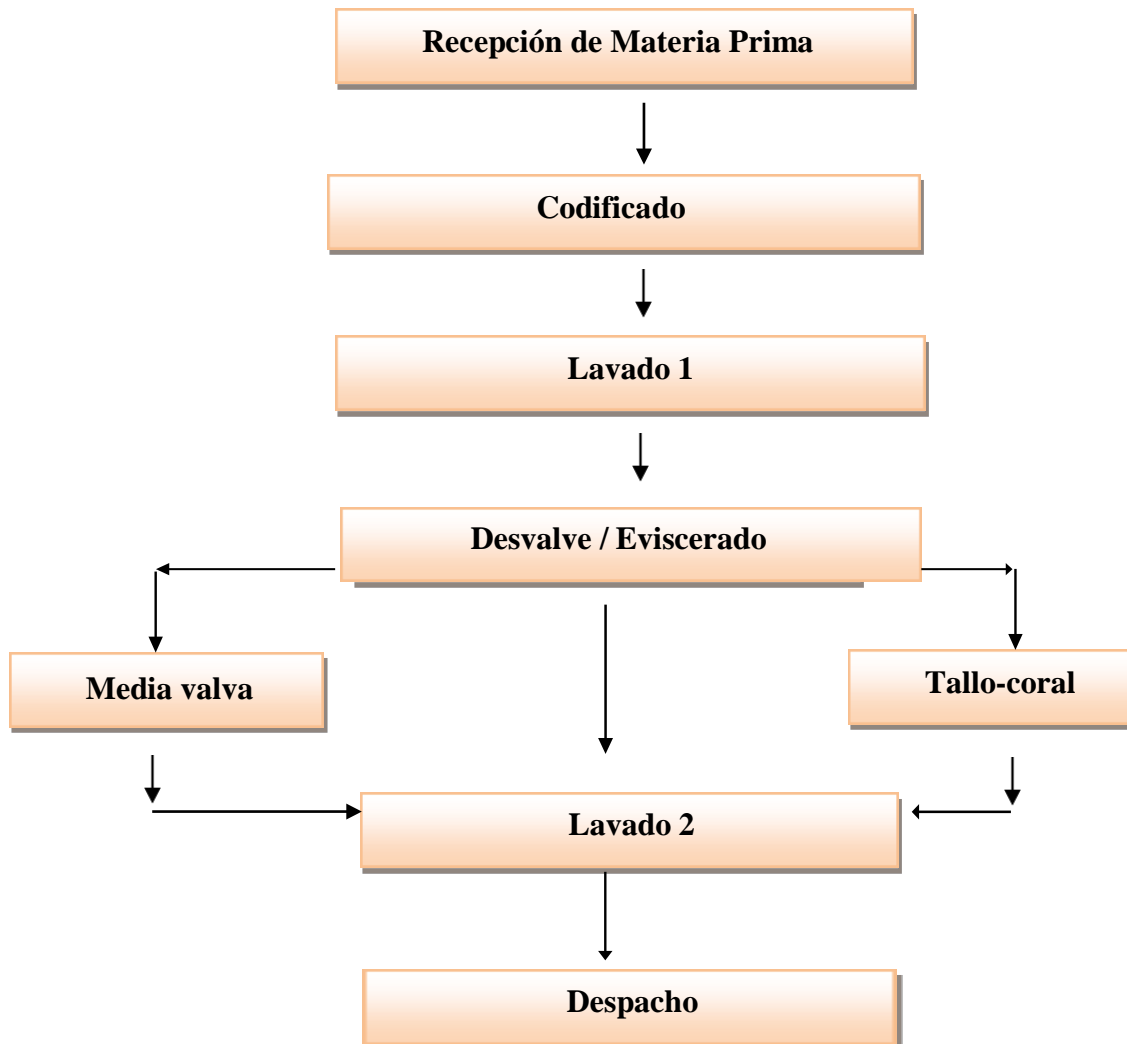 Recepción de Materia Prima
Codificado
Lavado 1
Desvalve / Eviscerado
Media valva
Tallo-coral
Lavado 2
Despacho